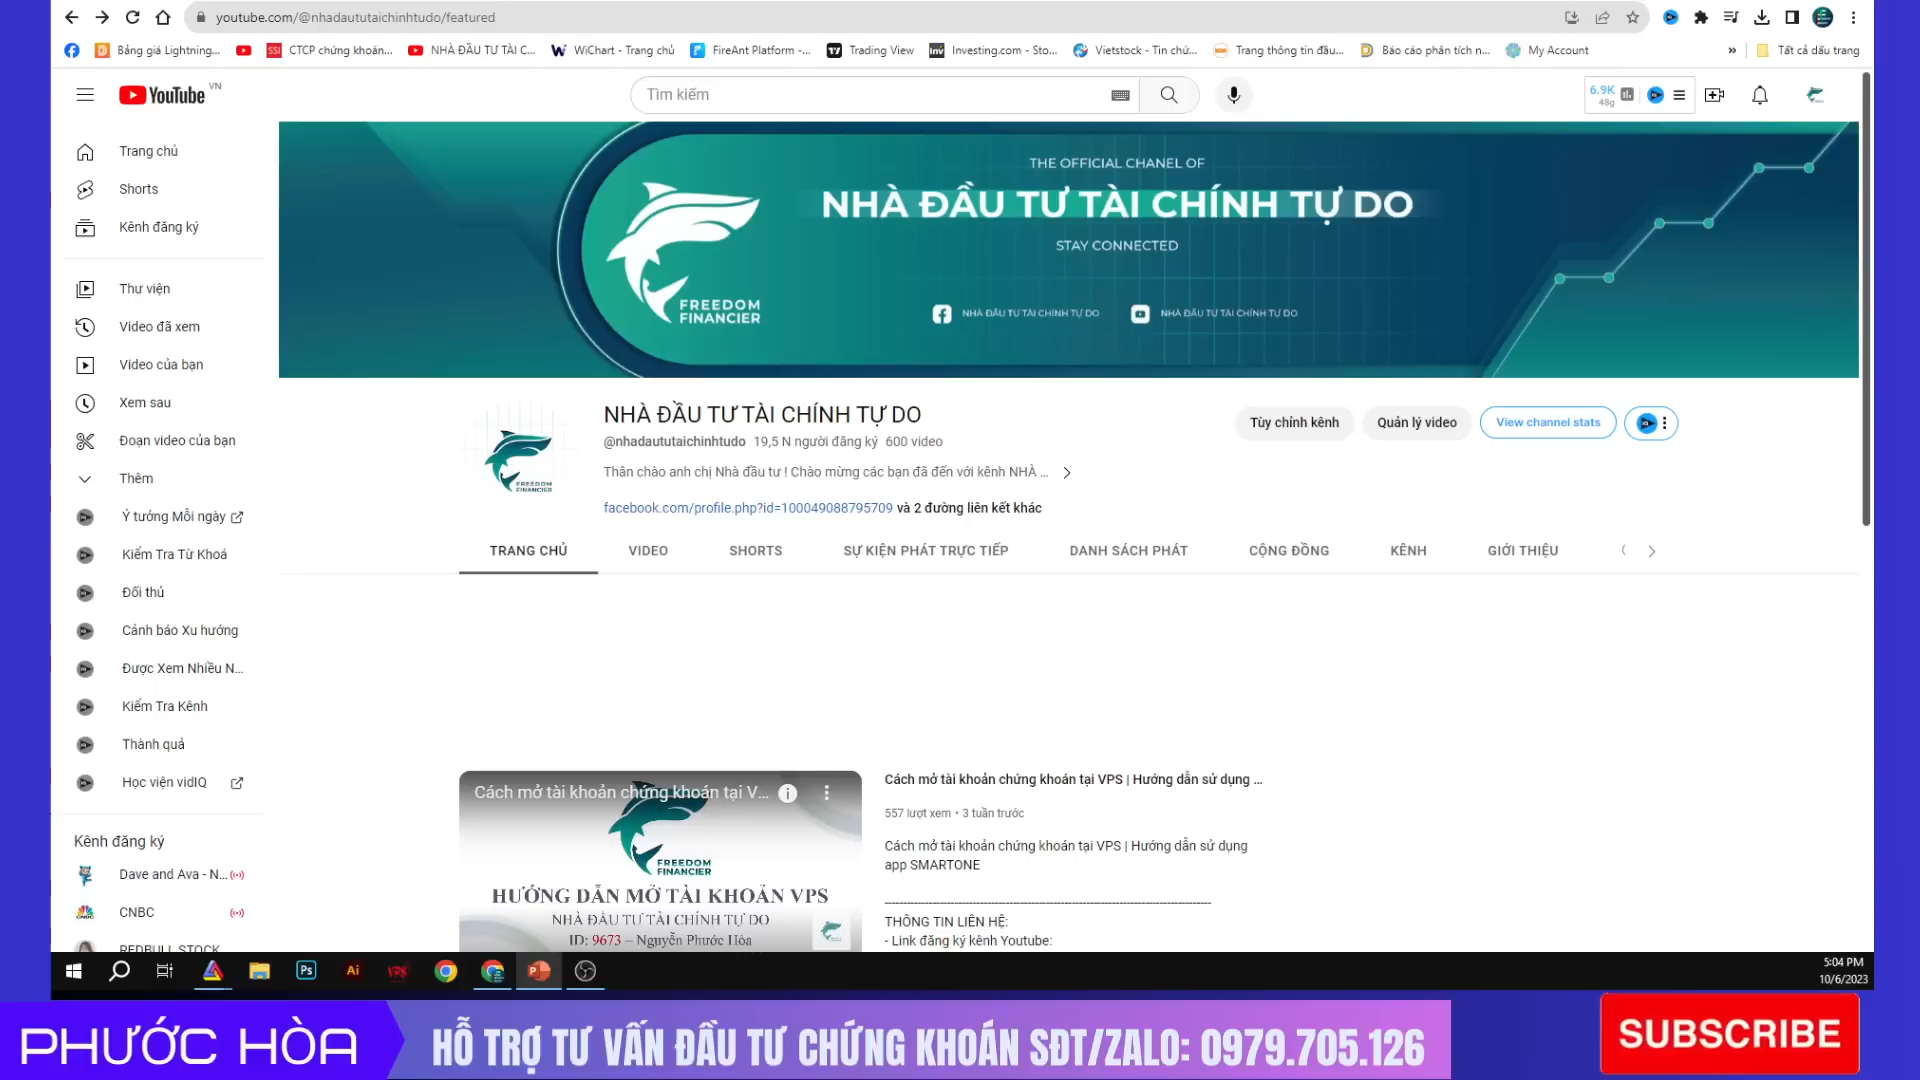 youtube.com/@nhadaututaichinhtudo/featured
Bảng giá Lightning...
SSI
CTCP chứng khoán...
NHÀ ĐẦU TƯ TÀI C...
WiChart - Trang chủ
FireAnt Platform -...
Trading View
Investing.com - Sto...
Vietstock - Tin chứ...
Trang thông tin đầu...
Báo cáo phân tích n...
My Account
»
Tất cả dấu trang
YouTube VN
Tìm kiếm
6.9K
48g
Trang chủ
Shorts
Kênh đăng ký
Thư viện
Video đã xem
Video của bạn
Xem sau
Đoạn video của bạn
Thêm
Ý tưởng Mỗi ngày
Kiểm Tra Từ Khoá
Đối thủ
Cảnh báo Xu hướng
Được Xem Nhiều N...
Kiểm Tra Kênh
Thành quả
Học viện vidIQ
Kênh đăng ký
Dave and Ava - N...
CNBC
REDBULL STOCK
THE OFFICIAL CHANEL OF
NHÀ ĐẦU TƯ TÀI CHÍNH TỰ DO
STAY CONNECTED
FREEDOM
FINANCIER
NHÀ ĐẦU TƯ TÀI CHÍNH TỰ DO
NHÀ ĐẦU TƯ TÀI CHÍNH TỰ DO
FREEDOM
FINANCIER
NHÀ ĐẦU TƯ TÀI CHÍNH TỰ DO
@nhadaututaichinhtudo 19,5 N người đăng ký 600 video
Thân chào anh chị Nhà đầu tư ! Chào mừng các bạn đã đến với kênh NHÀ ...
facebook.com/profile.php?id=100049088795709 và 2 đường liên kết khác
Tùy chỉnh kênh
Quản lý video
View channel stats
TRANG CHỦ
VIDEO
SHORTS
SỰ KIỆN PHÁT TRỰC TIẾP
DANH SÁCH PHÁT
CỘNG ĐỒNG
KÊNH
GIỚI THIỆU
Cách mở tài khoản chứng khoán tại V...
FREEDOM
FINANCIER
HƯỚNG DẪN MỞ TÀI KHOẢN VPS
NHÀ ĐẦU TƯ TÀI CHÍNH TỰ DO
ID: 9673 – Nguyễn Phước Hòa
Cách mở tài khoản chứng khoán tại VPS | Hướng dẫn sử dụng ...
557 lượt xem • 3 tuần trước
Cách mở tài khoản chứng khoán tại VPS | Hướng dẫn sử dụng
app SMARTONE
THÔNG TIN LIÊN HỆ:
- Link đăng ký kênh Youtube:
Ps
Ai
VPS
5:04 PM
10/6/2023
PHƯỚC HÒA
HỖ TRỢ TƯ VẤN ĐẦU TƯ CHỨNG KHOÁN SĐT/ZALO: 0979.705.126
SUBSCRIBE